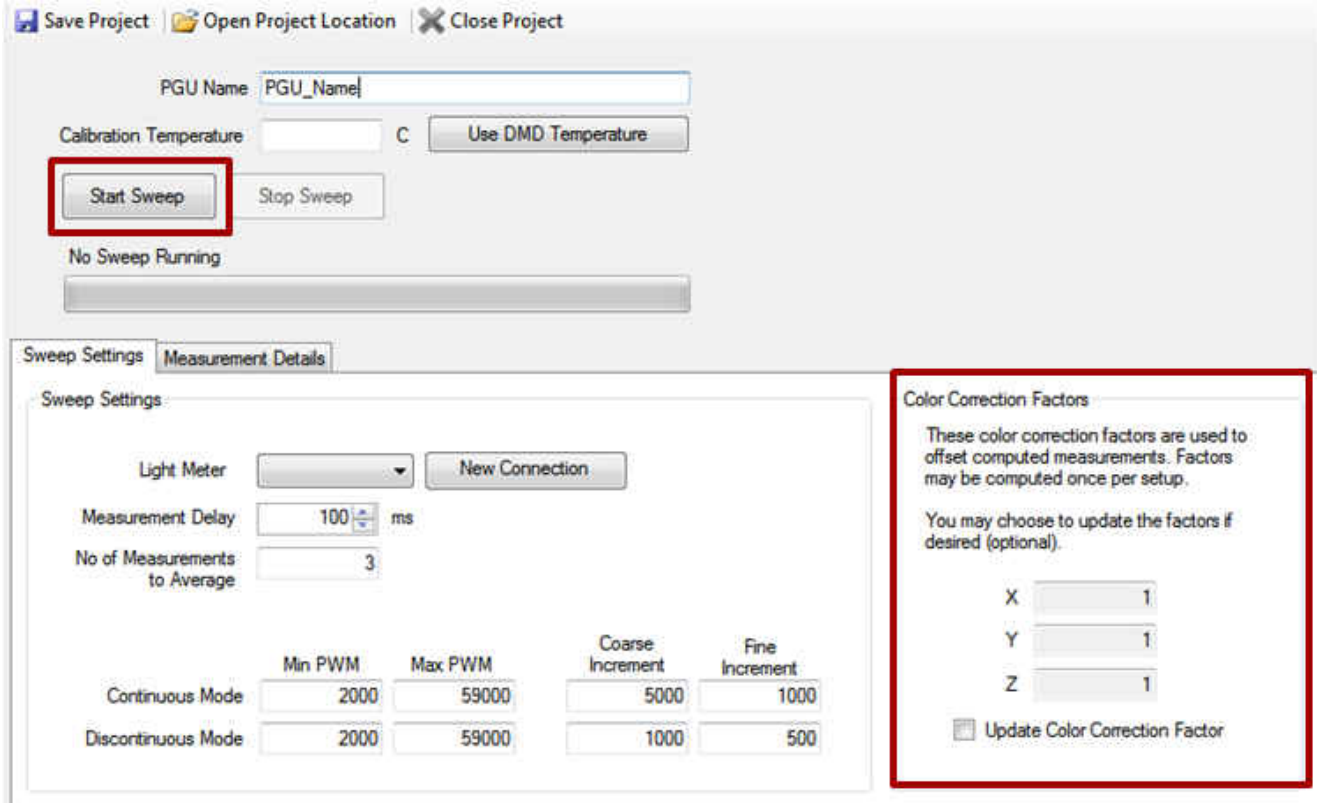 Save Project Open Project Location Close Project
PGU Name PGU_Name
Calibration Temperature C Use DMD Temperature
Start Sweep Stop Sweep
No Sweep Running
Sweep Settings Measurement Details
Sweep Settings
Light Meter New Connection
Measurement Delay 100 ms
No of Measurements
to Average 3
Coarse Fine
Min PWM Max PWM Increment Increment
Continuous Mode 2000 59000 5000 1000
Discontinuous Mode 2000 59000 1000 500
Color Correction Factors
These color correction factors are used to
offset computed measurements. Factors
may be computed once per setup.
You may choose to update the factors if
desired (optional).
X 1
Y 1
Z 1
Update Color Correction Factor